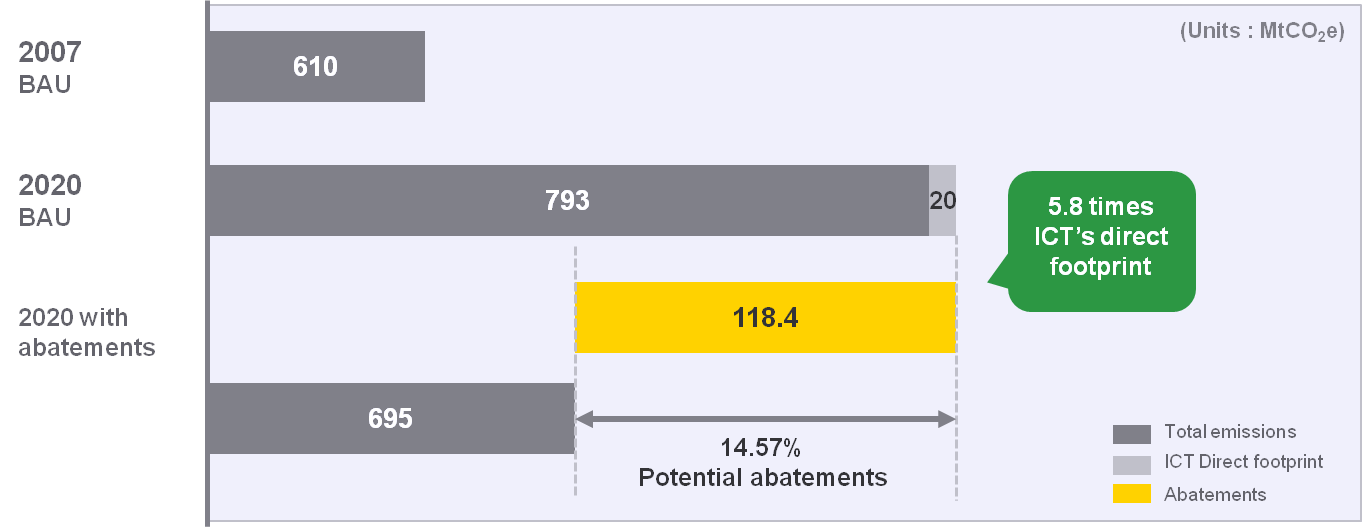 (Units : MtCO₂e)
2007
BAU
610
2020
BAU
793
20
5.8 times
ICT's direct
footprint
2020 with
abatements
118.4
695
14.57%
Potential abatements
Total emissions
ICT Direct footprint
Abatements